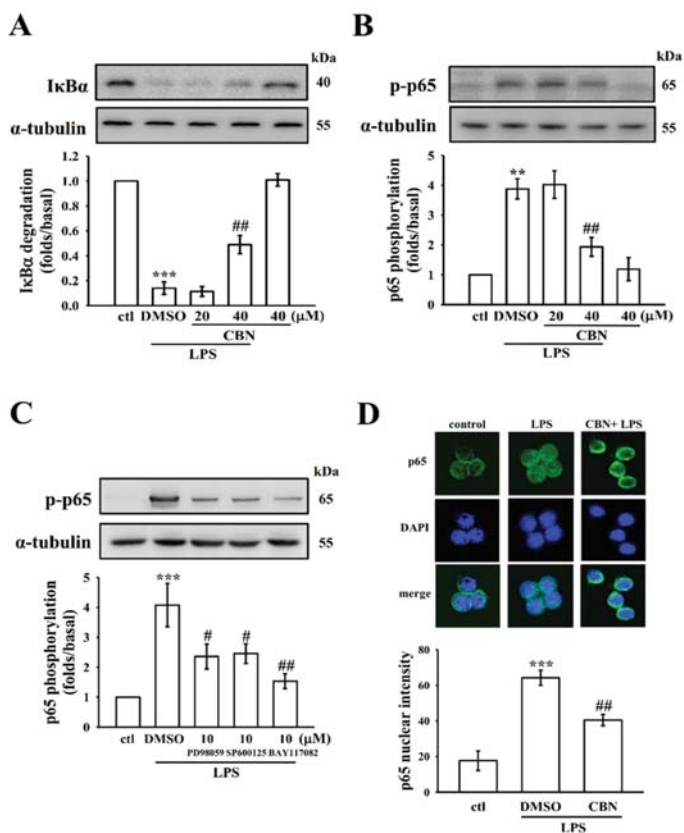 A
kDa
IκBα 40
α-tubulin 55
IκBα degradation
(folds/basal)
1.2
1.0
0.8
0.6
0.4
0.2
0.0
***
##
ctl DMSO 20 40 40 (μM)
CBN
LPS
B
kDa
p-p65 65
α-tubulin 55
p65 phosphorylation
(folds/basal)
6
5
4
3
2
1
0
**
##
ctl DMSO 20 40 40 (μM)
CBN
LPS
C
kDa
p-p65 65
α-tubulin 55
p65 phosphorylation
(folds/basal)
5
4
3
2
1
0
***
#
#
##
ctl DMSO 10 10 10 (μM)
PD98059 SP600125 BAY117082
LPS
D
control LPS CBN+ LPS
p65
DAPI
merge
p65 nuclear intensity
80
60
40
20
0
***
##
ctl DMSO CBN
LPS